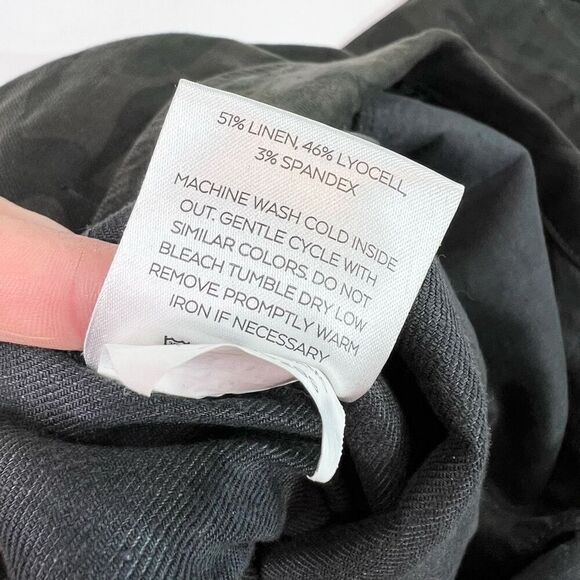 51% LINEN, 46% LYOCELL,
3% SPANDEX
MACHINE WASH COLD INSIDE
OUT. GENTLE CYCLE WITH
SIMILAR COLORS. DO NOT
BLEACH TUMBLE DRY LOW
REMOVE PROMPTLY WARM
IRON IF NECESSARY